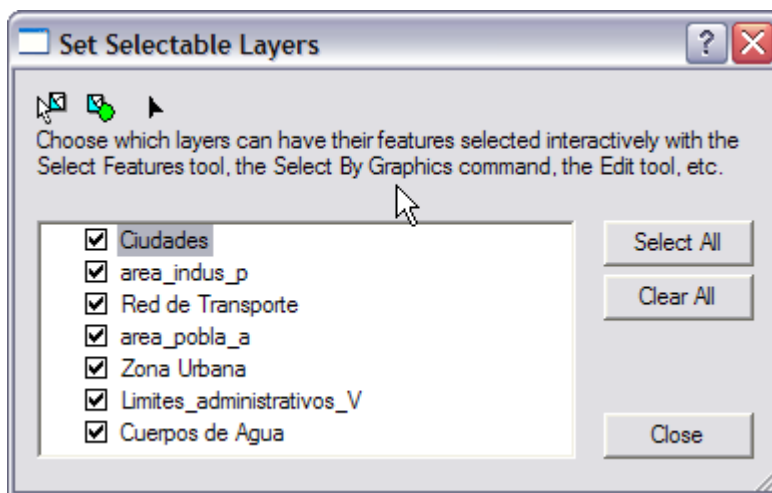 Set Selectable Layers
Choose which layers can have their features selected interactively with the
Select Features tool, the Select By Graphics command, the Edit tool, etc.
Ciudades
area_indus_p
Red de Transporte
area_pobla_a
Zona Urbana
Limites_administrativos_V
Cuerpos de Agua
Select All
Clear All
Close